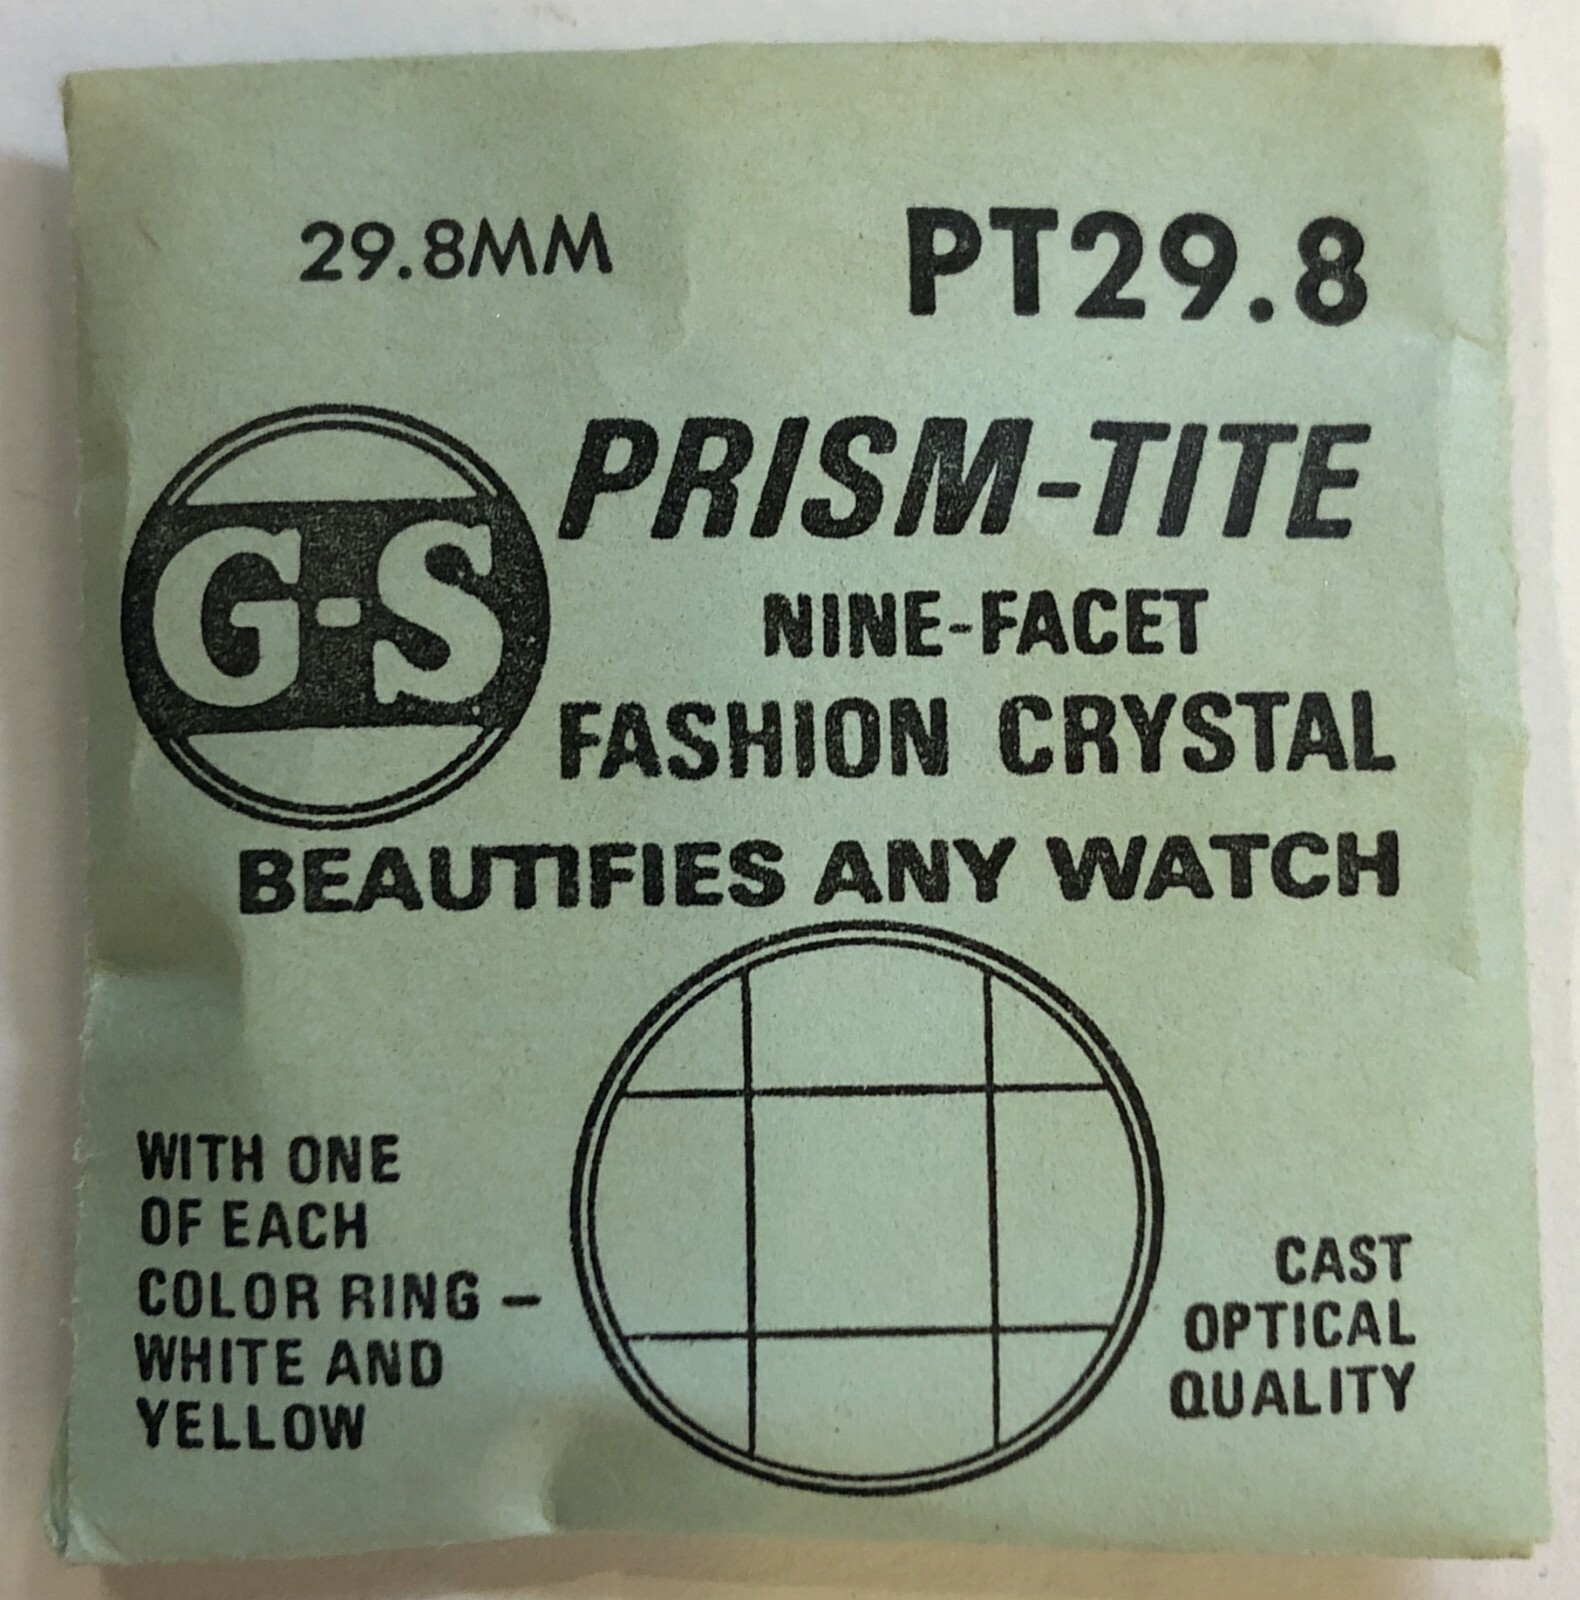 29.8MM PT29.8
G-S
PRISM-TITE
NINE-FACET
FASHION CRYSTAL
BEAUTIFIES ANY WATCH
WITH ONE
OF EACH
COLOR RING –
WHITE AND
YELLOW
CAST
OPTICAL
QUALITY